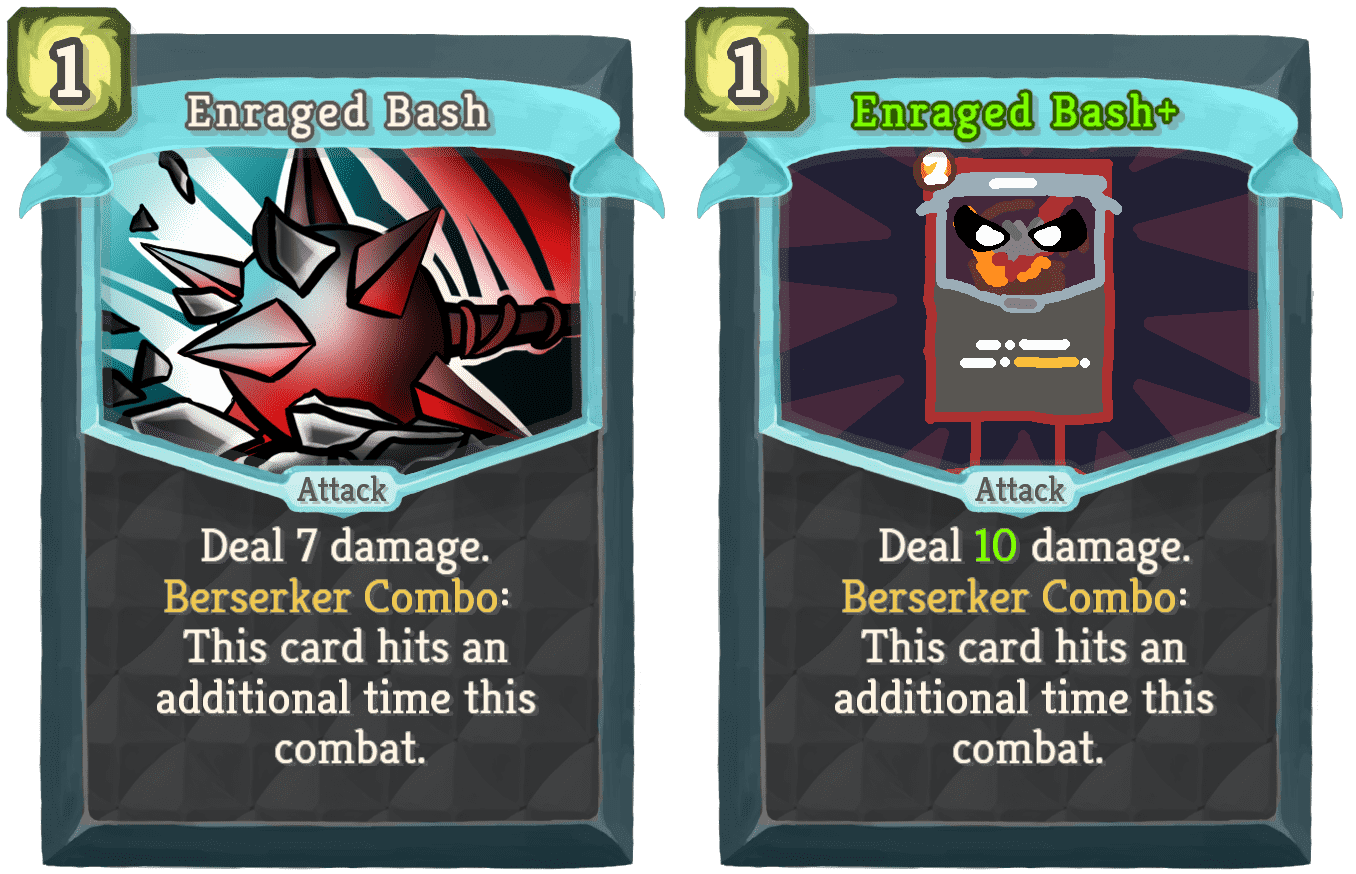 1
Enraged Bash
Attack
Deal 7 damage.
Berserker Combo:
This card hits an
additional time this
combat.
1
Enraged Bash+
2
Attack
Deal 10 damage.
Berserker Combo:
This card hits an
additional time this
combat.